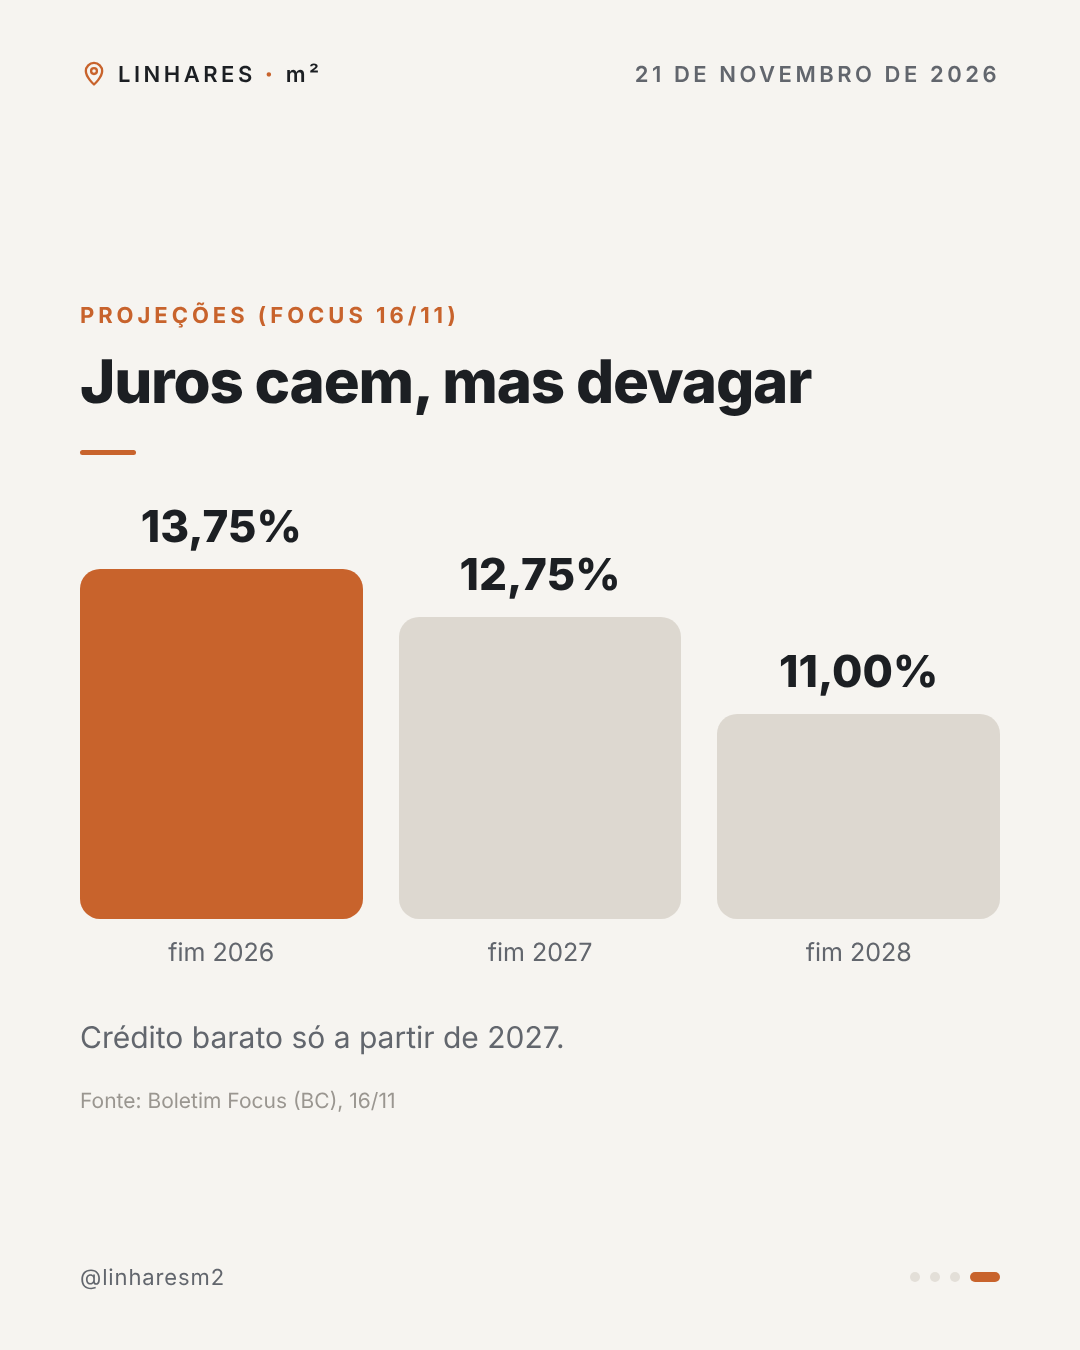 LINHARES · m²
21 DE NOVEMBRO DE 2026
PROJEÇÕES (FOCUS 16/11)
Juros caem, mas devagar
13,75%
12,75%
11,00%
fim 2026
fim 2027
fim 2028
Crédito barato só a partir de 2027.
Fonte: Boletim Focus (BC), 16/11
@linharesm2